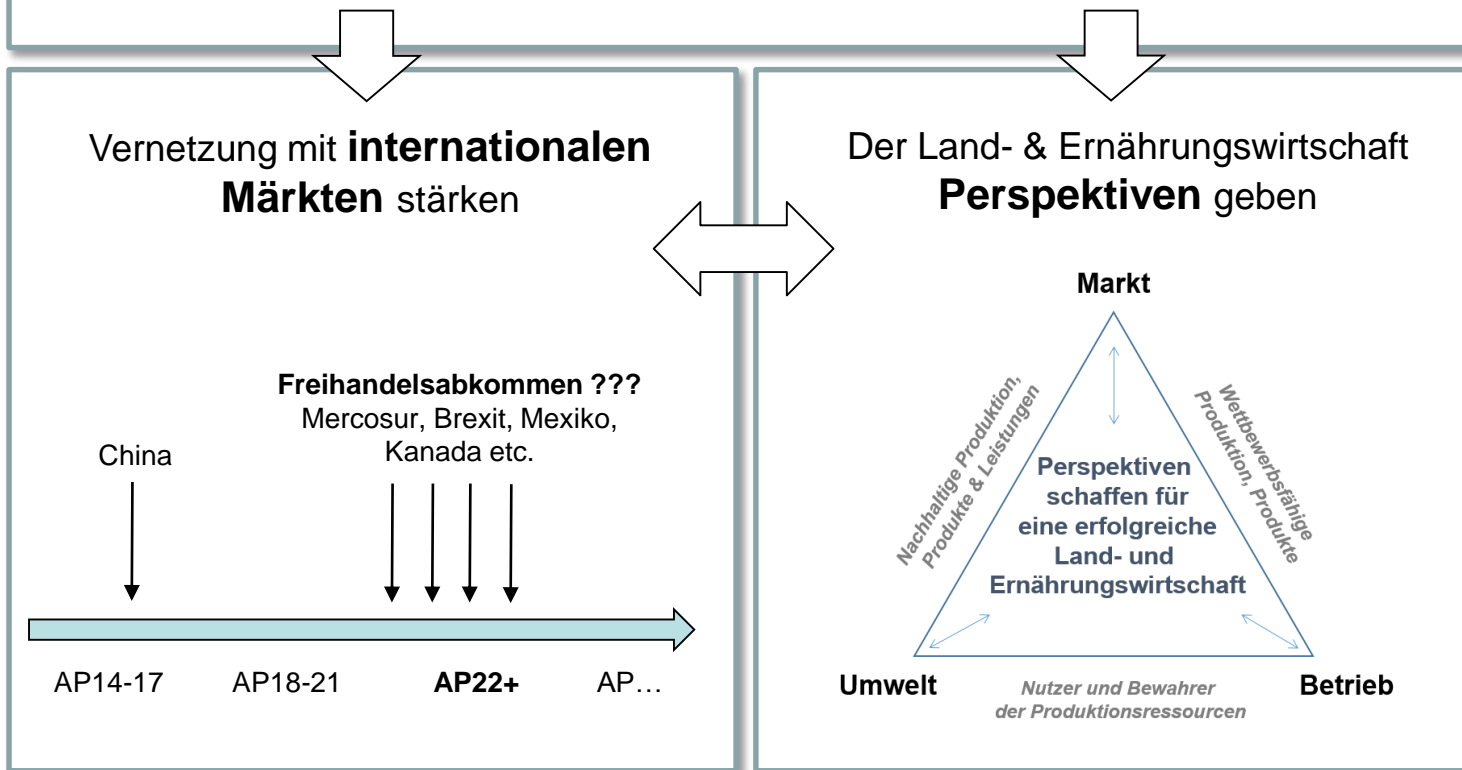 Vernetzung mit internationalen
Märkten stärken
Freihandelsabkommen ???
Mercosur, Brexit, Mexiko,
Kanada etc.
China
AP14-17
AP18-21
AP22+
AP…
Der Land- & Ernährungswirtschaft
Perspektiven geben
Markt
Nachhaltige Produktion,
Produkte & Leistungen
Wettbewerbsfähige
Produktion, Produkte
Perspektiven
schaffen für
eine erfolgreiche
Land- und
Ernährungswirtschaft
Umwelt
Nutzer und Bewahrer
der Produktionsressourcen
Betrieb